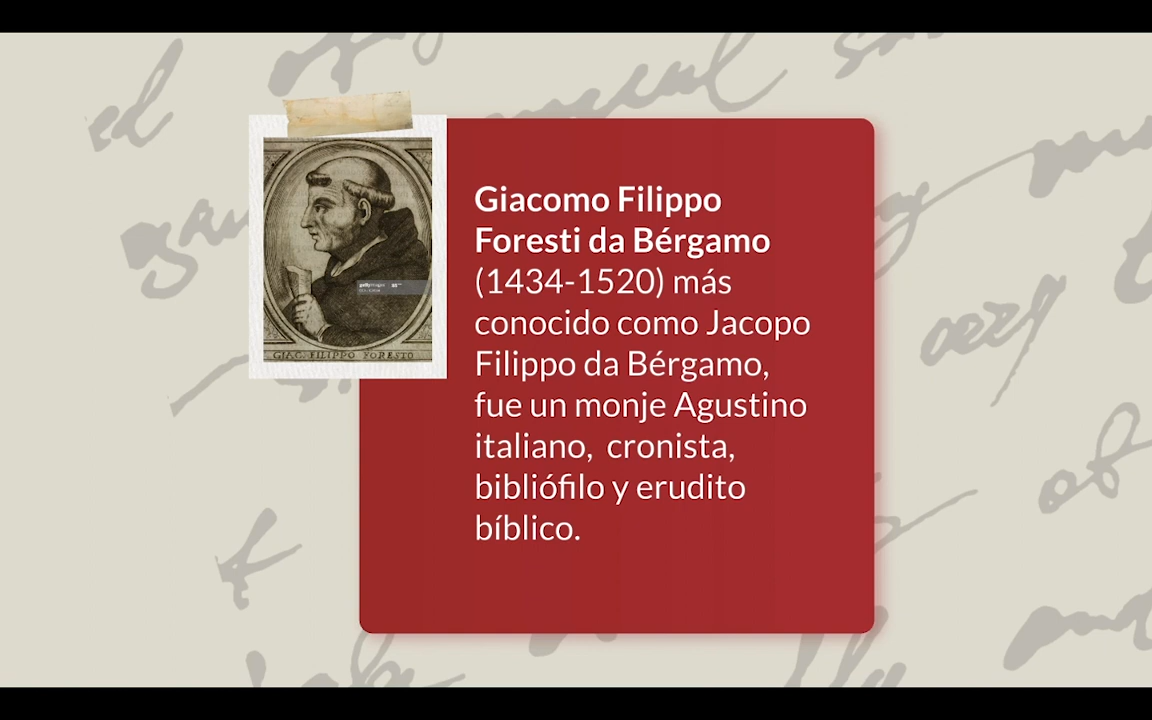 Giacomo Filippo
Foresti da Bérgamo
(1434-1520) más
conocido como Jacopo
Filippo da Bérgamo,
fue un monje Agustino
italiano, cronista,
bibliófilo y erudito
bíblico.
gettyimages
GIAC. FILIPPO FORESTO